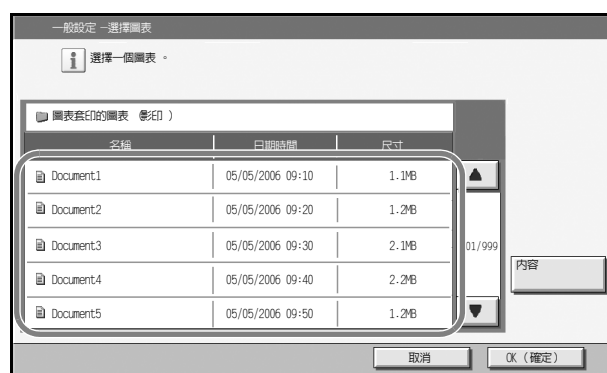 一般設定 －選擇圖表
選擇一個圖表 。
圖表套印的圖表 （影印 ）
名稱 日期時間 尺寸
Document1 05/05/2006 09:10 1.1MB
Document2 05/05/2006 09:20 1.2MB
Document3 05/05/2006 09:30 2.1MB
01/999
Document4 05/05/2006 09:40 2.2MB
內容
Document5 05/05/2006 09:50 1.2MB
取消 OK（確定）